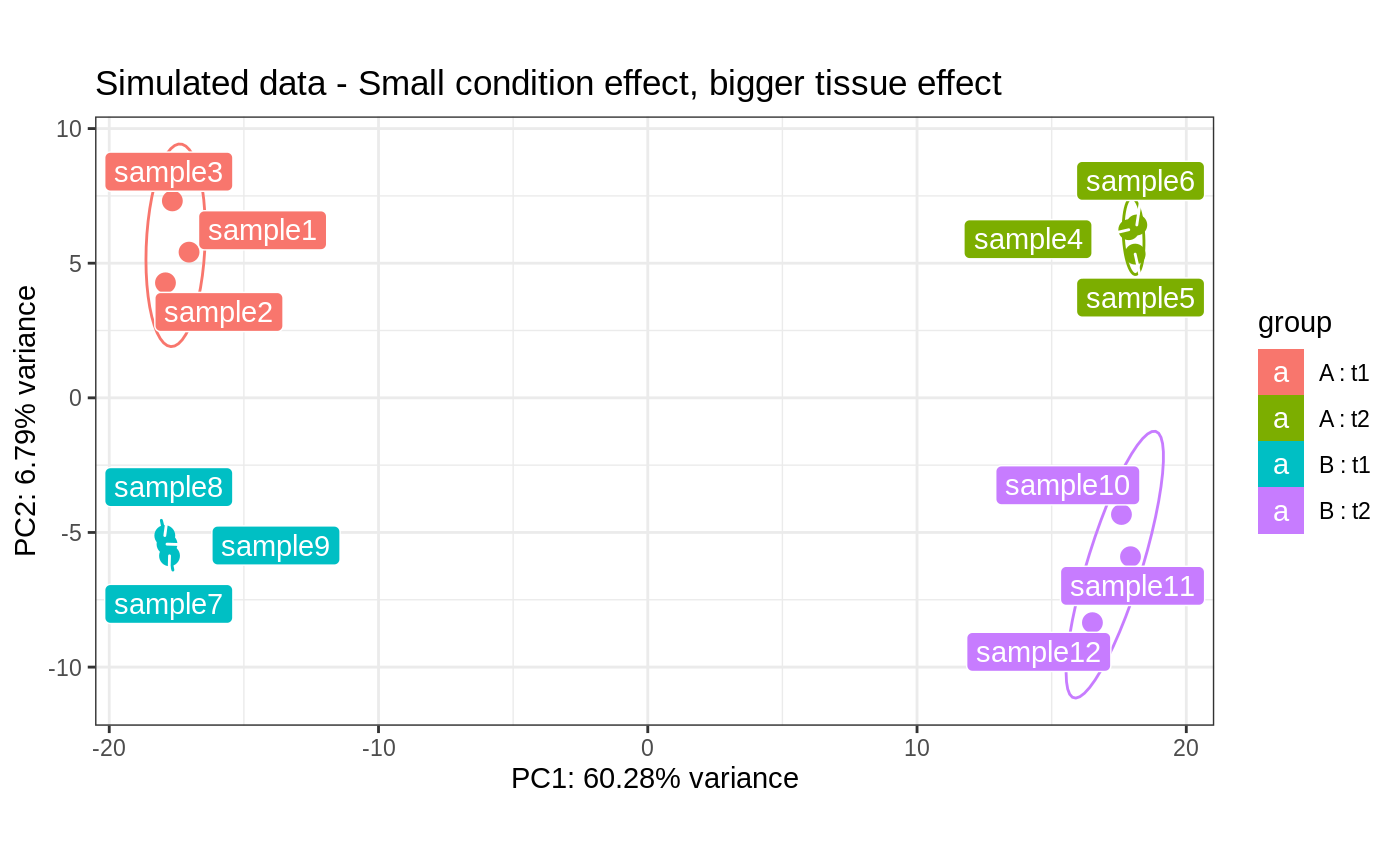 Simulated data - Small condition effect, bigger tissue effect
10
5
0
-5
-10
PC2: 6.79% variance
sample3
sample1
sample2
sample6
sample4
sample5
sample8
sample9
sample7
sample10
sample11
sample12
-20
-10
0
10
20
PC1: 60.28% variance
group
a A : t1
a A : t2
a B : t1
a B : t2